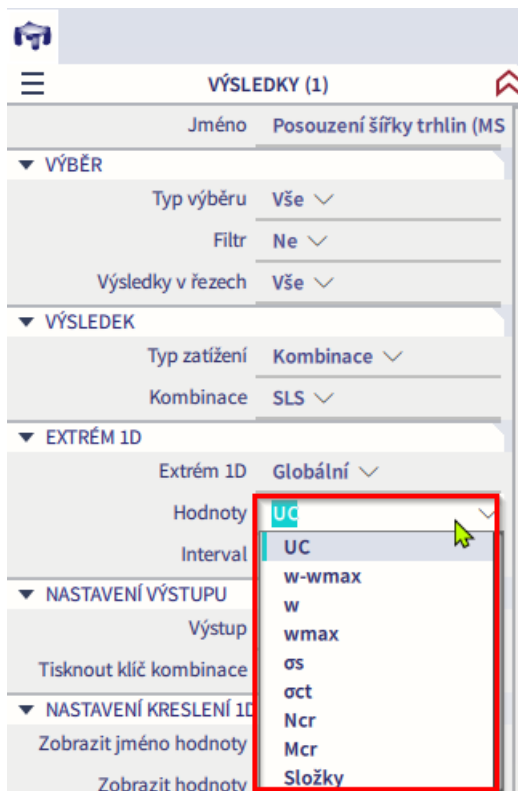 VÝSLEDKY (1)
Jméno Posouzení šířky trhlin (MS
VÝBĚR
Typ výběru Vše
Filtr Ne
Výsledky v řezech Vše
VÝSLEDEK
Typ zatížení Kombinace
Kombinace SLS
EXTRÉM 1D
Extrém 1D Globální
Hodnoty UC
Interval UC
w-wmax
NASTAVENÍ VÝSTUPU w
Výstup wmax
σs
Tisknout klíč kombinace σct
NASTAVENÍ KRESLENÍ 1D Ncr
Zobrazit jméno hodnoty Mcr
Zobrazit hodnoty Složky